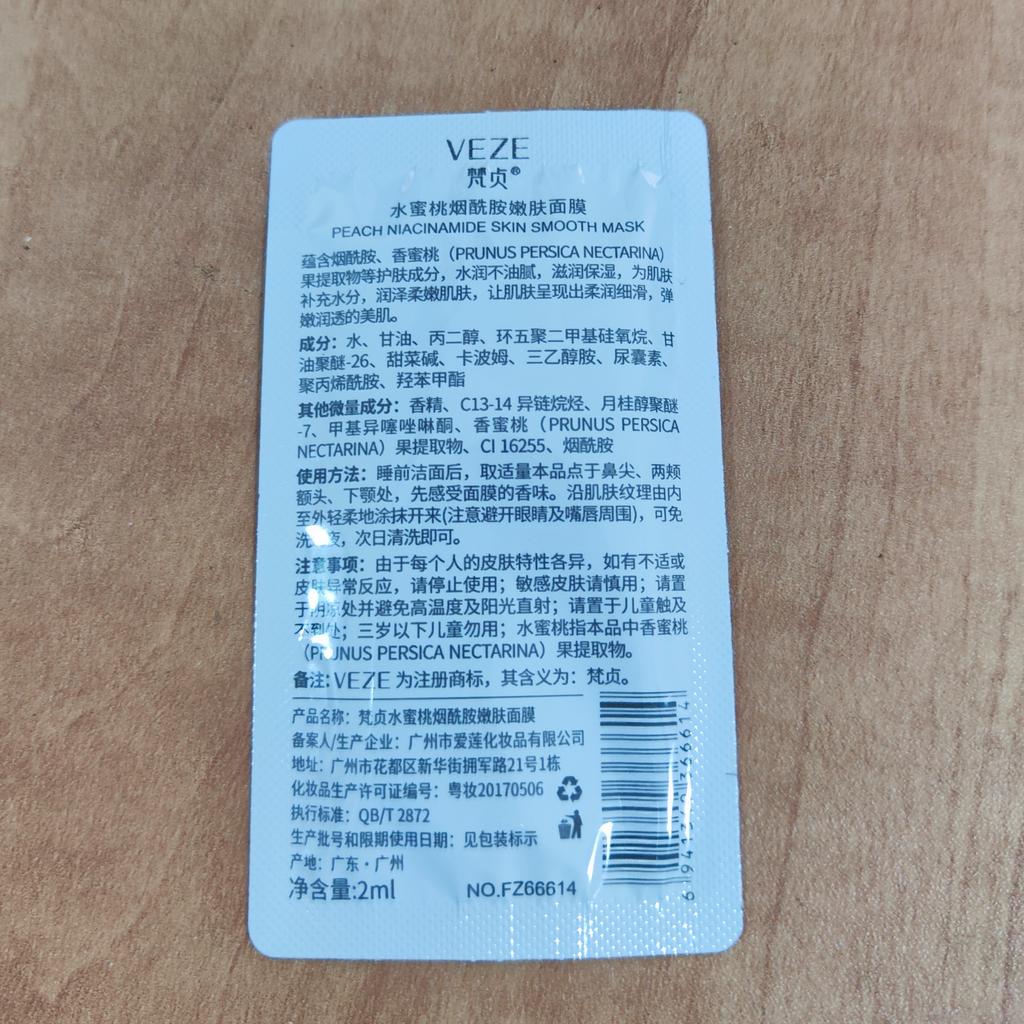 VEZE
梵贞®
水蜜桃烟酰胺嫩肤面膜
PEACH NIACINAMIDE SKIN SMOOTH MASK
蕴含烟酰胺、香蜜桃（PRUNUS PERSICA NECTARINA）
果提取物等护肤成分，水润不油腻，滋润保湿，为肌肤
补充水分，润泽柔嫩肌肤，让肌肤呈现出柔润细滑，弹
嫩润透的美肌。
成分：水、甘油、丙二醇、环五聚二甲基硅氧烷、甘
油聚醚-26、甜菜碱、卡波姆、三乙醇胺、尿囊素、
聚丙烯酰胺、羟苯甲酯
其他微量成分：香精、C13-14 异链烷烃、月桂醇聚醚
-7、甲基异噻唑啉酮、香蜜桃（PRUNUS PERSICA
NECTARINA）果提取物、CI 16255、烟酰胺
使用方法：睡前洁面后，取适量本品点于鼻尖、两颊
额头、下颚处，先感受面膜的香味。沿肌肤纹理由内
至外轻柔地涂抹开来(注意避开眼睛及嘴唇周围)，可免
洗过夜，次日清洗即可。
注意事项：由于每个人的皮肤特性各异，如有不适或
皮肤异常反应，请停止使用；敏感皮肤请慎用；请置
于阴凉处并避免高温度及阳光直射；请置于儿童触及
不到处；三岁以下儿童勿用；水蜜桃指本品中香蜜桃
（PRUNUS PERSICA NECTARINA）果提取物。
备注:VEZE 为注册商标，其含义为：梵贞。
产品名称：梵贞水蜜桃烟酰胺嫩肤面膜
备案人/生产企业：广州市爱莲化妆品有限公司
地址：广州市花都区新华街拥军路21号1栋
化妆品生产许可证编号：粤妆20170506
执行标准：QB/T 2872
生产批号和限期使用日期：见包装标示
产地：广东·广州
净含量:2ml
NO.FZ66614